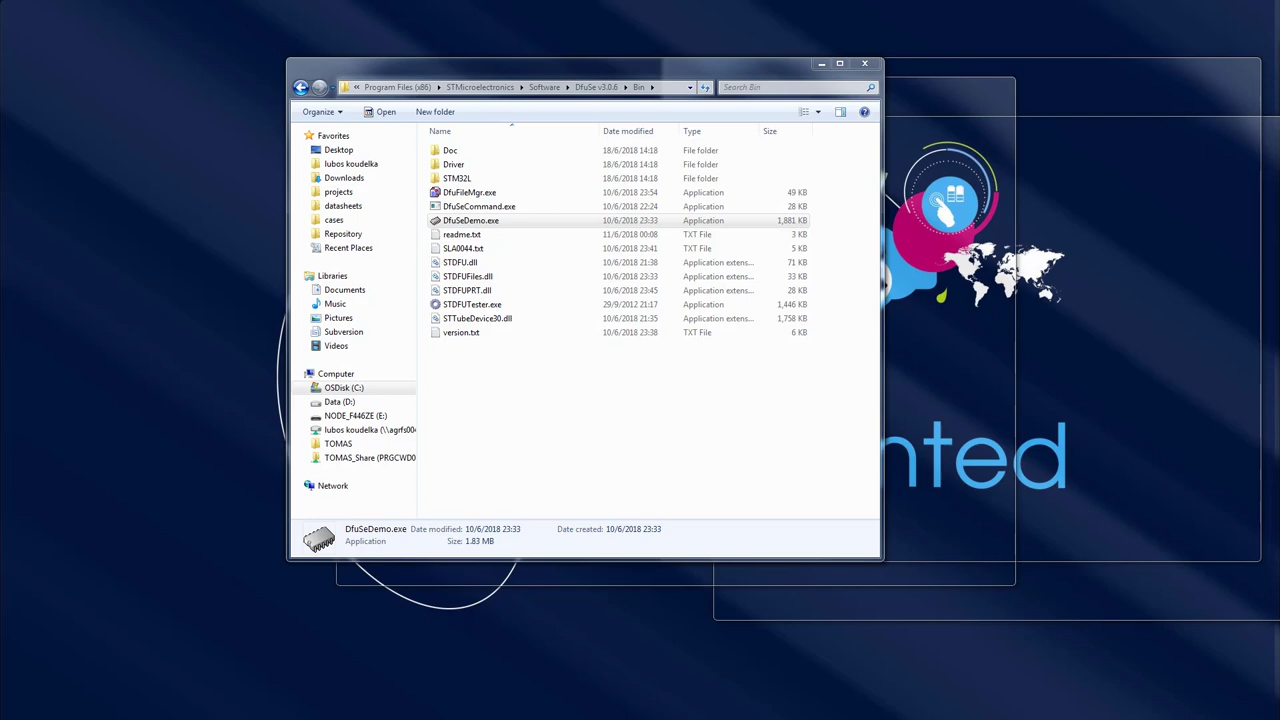 « Program Files (x86) STMicroelectronics Software DfuSe v3.0.6 Bin Search Bin
Organize Open New folder
Name Date modified Type Size
Favorites
Desktop
lubos koudelka
Downloads
projects
datasheets
cases
Repository
Recent Places
Libraries
Documents
Music
Pictures
Subversion
Videos
Computer
OSDisk (C:)
Data (D:)
NODE_F446ZE (E:)
lubos koudelka (\\agrfs00
TOMAS
TOMAS_Share (PRGCWD0
Network
Doc 18/6/2018 14:18 File folder
Driver 18/6/2018 14:18 File folder
STM32L 18/6/2018 14:18 File folder
DfuFileMgr.exe 10/6/2018 23:54 Application 49 KB
DfuSeCommand.exe 10/6/2018 22:24 Application 28 KB
DfuSeDemo.exe 10/6/2018 23:33 Application 1,881 KB
readme.txt 11/6/2018 00:08 TXT File 3 KB
SLA0044.txt 10/6/2018 23:41 TXT File 5 KB
STDFU.dll 10/6/2018 21:38 Application extens... 71 KB
STDFUFiles.dll 10/6/2018 23:33 Application extens... 33 KB
STDFUPRT.dll 10/6/2018 23:45 Application extens... 28 KB
STDFUTester.exe 29/9/2012 21:17 Application 1,446 KB
STTubeDevice30.dll 10/6/2018 21:35 Application extens... 1,758 KB
version.txt 10/6/2018 23:38 TXT File 6 KB
nted
DfuSeDemo.exe Date modified: 10/6/2018 23:33 Date created: 10/6/2018 23:33
Application Size: 1.83 MB